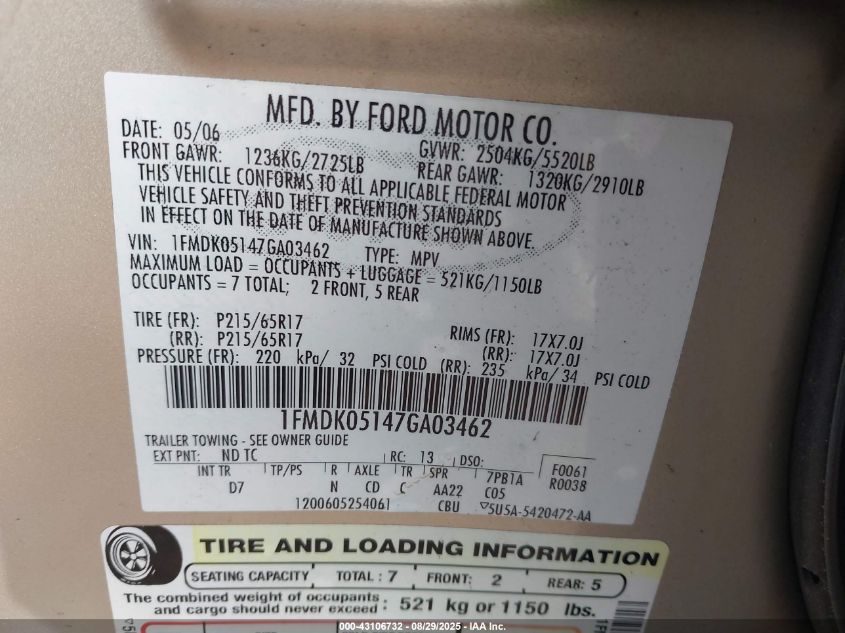 MFD. BY FORD MOTOR CO.
DATE: 05/06 GVWR: 2504KG/5520LB
FRONT GAWR: 1236KG/2725LB REAR GAWR: 1320KG/2910LB
THIS VEHICLE CONFORMS TO ALL APPLICABLE FEDERAL MOTOR
VEHICLE SAFETY AND THEFT PREVENTION STANDARDS
IN EFFECT ON THE DATE OF MANUFACTURE SHOWN ABOVE.
VIN: 1FMDK05147GA03462 TYPE: MPV
MAXIMUM LOAD = OCCUPANTS + LUGGAGE = 521KG/1150LB
OCCUPANTS = 7 TOTAL; 2 FRONT, 5 REAR
TIRE (FR): P215/65R17 RIMS (FR): 17X7.0J
(RR): P215/65R17 (RR): 17X7.0J
PRESSURE (FR): 220 kPa/ 32 PSI COLD (RR): 235 kPa/ 34 PSI COLD
1FMDK05147GA03462
TRAILER TOWING - SEE OWNER GUIDE
EXT PNT: ND TC RC: 13 DSO: F0061
INT TR TP/PS R AXLE TR SPR 7PB1A R0038
D7 N CD C AA22 C05
1200605254061 CBU ▽5U5A-5420472-AA
TIRE AND LOADING INFORMATION
SEATING CAPACITY TOTAL : 7 FRONT: 2 REAR: 5
The combined weight of occupants
and cargo should never exceed : 521 kg or 1150 lbs.
000-43106732 - 08/29/2025 - IAA Inc.